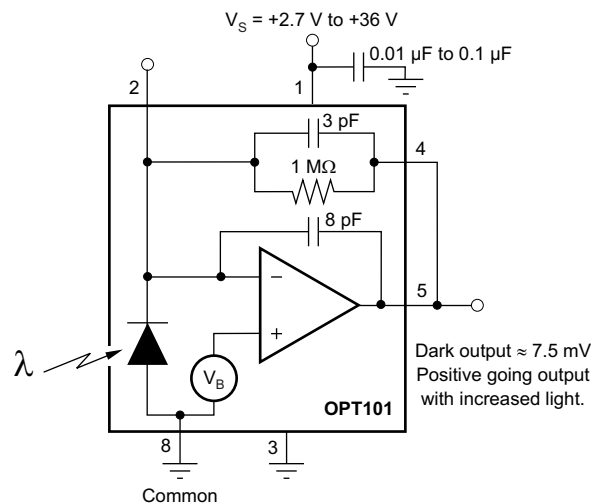 V_S = +2.7 V to +36 V
0.01 µF to 0.1 µF
2
1
3 pF
4
1 MΩ
8 pF
5
λ
V_B
OPT101
Dark output ≈ 7.5 mV
Positive going output
with increased light.
8
3
Common